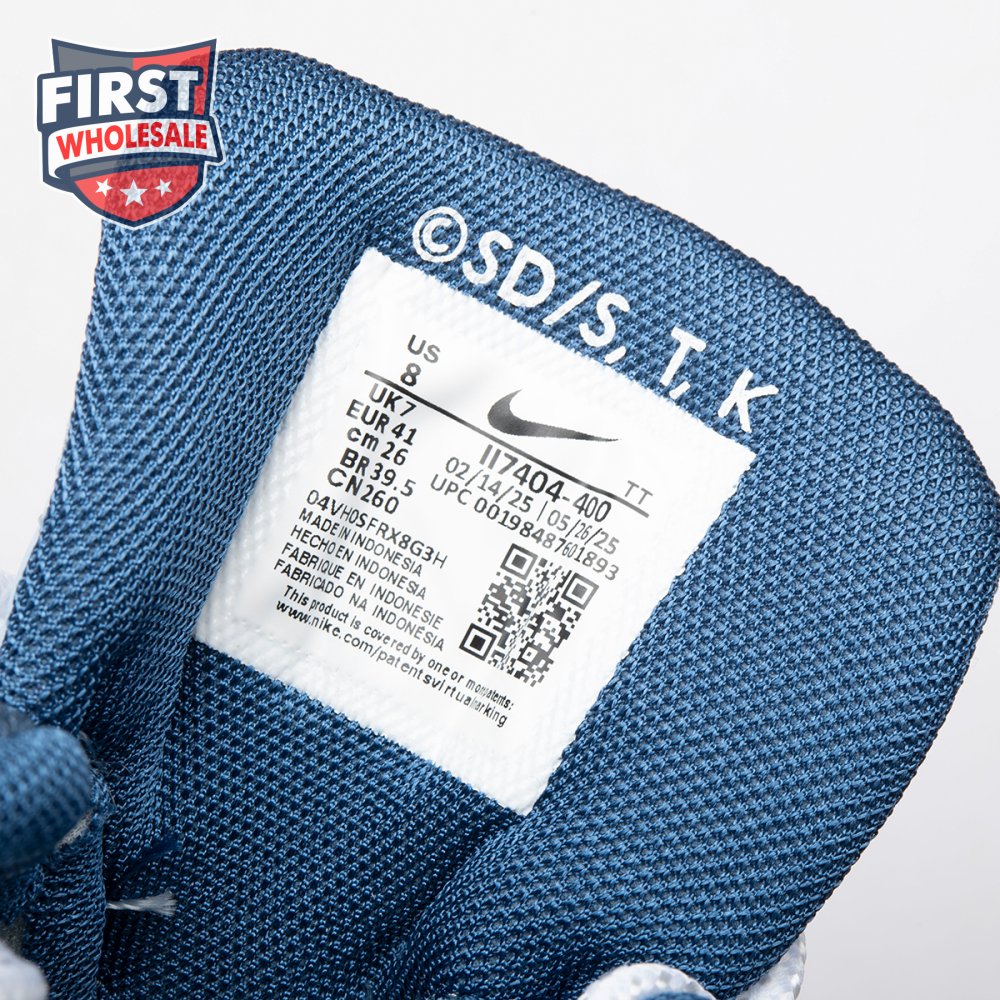 FIRST
WHOLESALE
©SD/S, T, K
US
8
UK 7
EUR 41
cm 26
BR 39.5
CN 260
II7404-400 TT
02/14/25 | 05/26/25
UPC 00198487601893
04VH0SFRX8G3H
MADE IN INDONESIA
HECHO EN INDONESIA
FABRIQUE EN INDONESIE
FABRICADO NA INDONÉSIA
This product is covered by one or more patents:
www.nike.com/patentsvirtualmarking